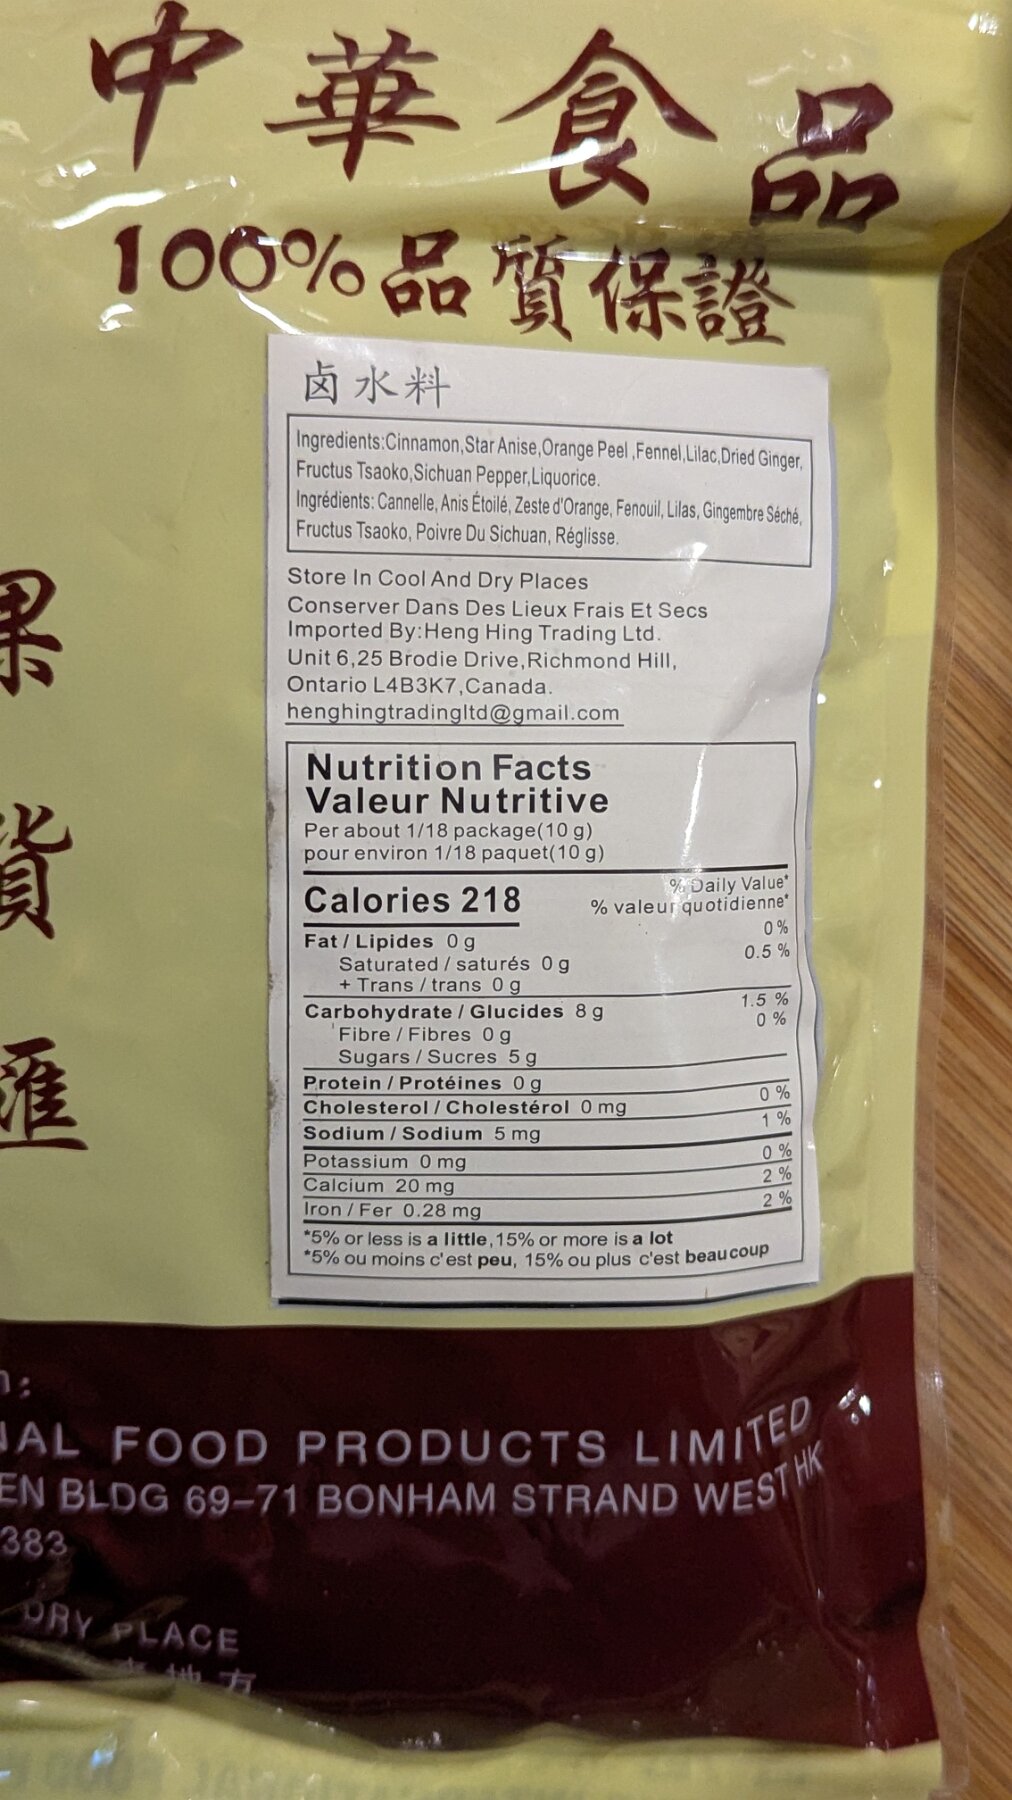 中華食品
100%品質保證
果
貨
匯
卤水料
Ingredients:Cinnamon,Star Anise,Orange Peel ,Fennel,Lilac,Dried Ginger,
Fructus Tsaoko,Sichuan Pepper,Liquorice.
Ingrédients: Cannelle, Anis Étoilé, Zeste d'Orange, Fenouil, Lilas, Gingembre Séché,
Fructus Tsaoko, Poivre Du Sichuan, Réglisse.
Store In Cool And Dry Places
Conserver Dans Des Lieux Frais Et Secs
Imported By:Heng Hing Trading Ltd.
Unit 6,25 Brodie Drive,Richmond Hill,
Ontario L4B3K7,Canada.
henghingtradingltd@gmail.com
Nutrition Facts
Valeur Nutritive
Per about 1/18 package(10 g)
pour environ 1/18 paquet(10 g)
Calories 218
% Daily Value*
% valeur quotidienne*
Fat / Lipides 0 g 0 %
Saturated / saturés 0 g 0.5 %
+ Trans / trans 0 g
Carbohydrate / Glucides 8 g 1.5 %
Fibre / Fibres 0 g 0 %
Sugars / Sucres 5 g
Protein / Protéines 0 g
Cholesterol / Cholestérol 0 mg 0 %
Sodium / Sodium 5 mg 1 %
Potassium 0 mg 0 %
Calcium 20 mg 2 %
Iron / Fer 0.28 mg 2 %
*5% or less is a little,15% or more is a lot
*5% ou moins c'est peu, 15% ou plus c'est beaucoup
NAL FOOD PRODUCTS LIMITED
EN BLDG 69-71 BONHAM STRAND WEST HK
383
DRY PLACE
地方